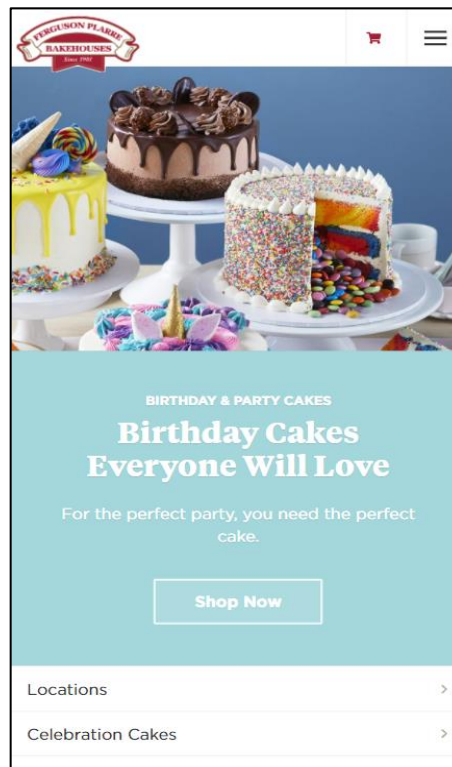 FERGUSON PLARRE
BAKEHOUSES
Since 1901
BIRTHDAY & PARTY CAKES
Birthday Cakes
Everyone Will Love
For the perfect party, you need the perfect
cake.
Shop Now
Locations
Celebration Cakes